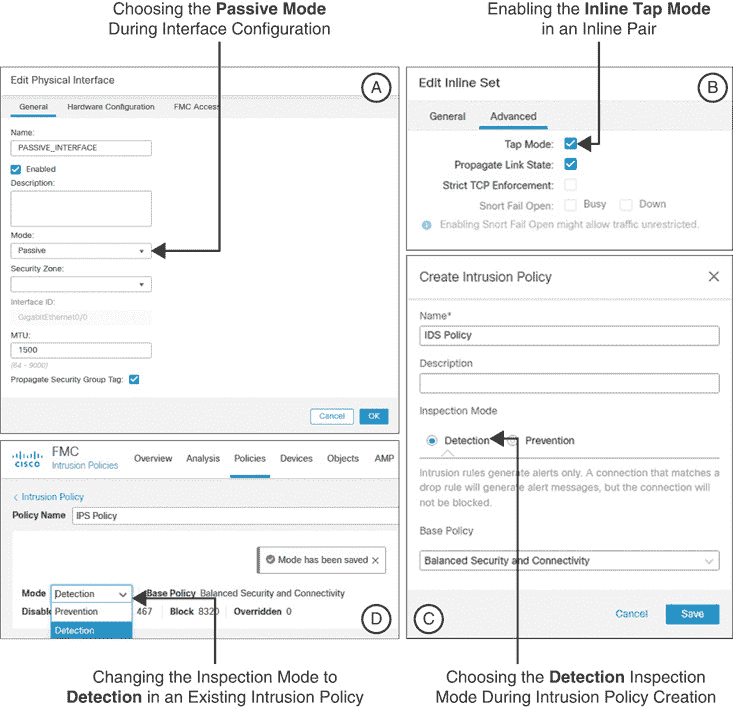 Choosing the Passive Mode
During Interface Configuration
Enabling the Inline Tap Mode
in an Inline Pair
Edit Physical Interface
A
General Hardware Configuration FMC Access
Name:
PASSIVE_INTERFACE
Enabled
Description:
Mode:
Passive
Security Zone:
Interface ID:
GigabitEthernet0/0
MTU:
1500
(64 - 9000)
Propagate Security Group Tag:
Cancel OK
Edit Inline Set
B
General Advanced
Tap Mode:
Propagate Link State:
Strict TCP Enforcement:
Snort Fail Open: Busy Down
Enabling Snort Fail Open might allow traffic unrestricted.
Create Intrusion Policy
Name*
IDS Policy
Description
Inspection Mode
Detection Prevention
Intrusion rules generate alerts only. A connection that matches a
drop rule will generate alert messages, but the connection will
not be blocked.
Base Policy
Balanced Security and Connectivity
C
Cancel Save
CISCO
FMC
Intrusion Policies
Overview Analysis Policies Devices Objects AMP
Intrusion Policy
Policy Name IPS Policy
Mode has been saved
Mode Detection Base Policy Balanced Security and Connectivity
Prevention 467 Block 8320 Overridden 0
Detection
D
Changing the Inspection Mode to
Detection in an Existing Intrusion Policy
Choosing the Detection Inspection
Mode During Intrusion Policy Creation